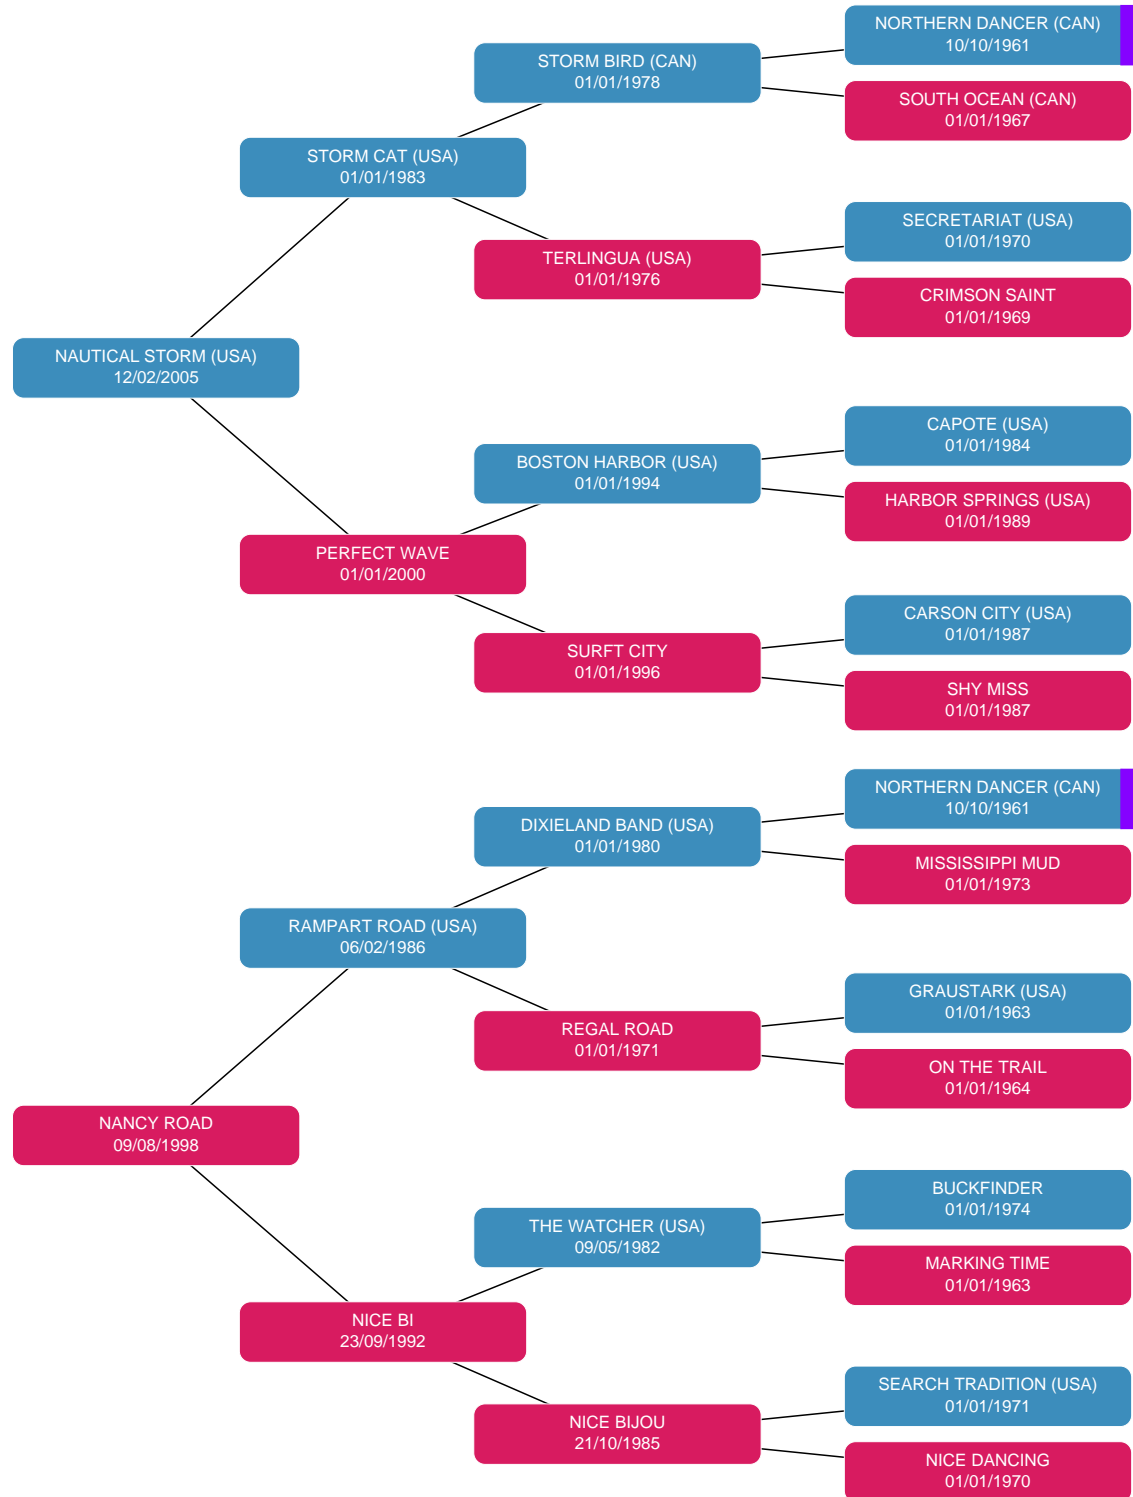 NORTHERN DANCER (CAN)
10/10/1961
STORM BIRD (CAN)
01/01/1978
SOUTH OCEAN (CAN)
01/01/1967
STORM CAT (USA)
01/01/1983
SECRETARIAT (USA)
01/01/1970
TERLINGUA (USA)
01/01/1976
CRIMSON SAINT
01/01/1969
NAUTICAL STORM (USA)
12/02/2005
CAPOTE (USA)
01/01/1984
BOSTON HARBOR (USA)
01/01/1994
HARBOR SPRINGS (USA)
01/01/1989
PERFECT WAVE
01/01/2000
CARSON CITY (USA)
01/01/1987
SURFT CITY
01/01/1996
SHY MISS
01/01/1987
NORTHERN DANCER (CAN)
10/10/1961
DIXIELAND BAND (USA)
01/01/1980
MISSISSIPPI MUD
01/01/1973
RAMPART ROAD (USA)
06/02/1986
GRAUSTARK (USA)
01/01/1963
REGAL ROAD
01/01/1971
ON THE TRAIL
01/01/1964
NANCY ROAD
09/08/1998
BUCKFINDER
01/01/1974
THE WATCHER (USA)
09/05/1982
MARKING TIME
01/01/1963
NICE BI
23/09/1992
SEARCH TRADITION (USA)
01/01/1971
NICE BIJOU
21/10/1985
NICE DANCING
01/01/1970